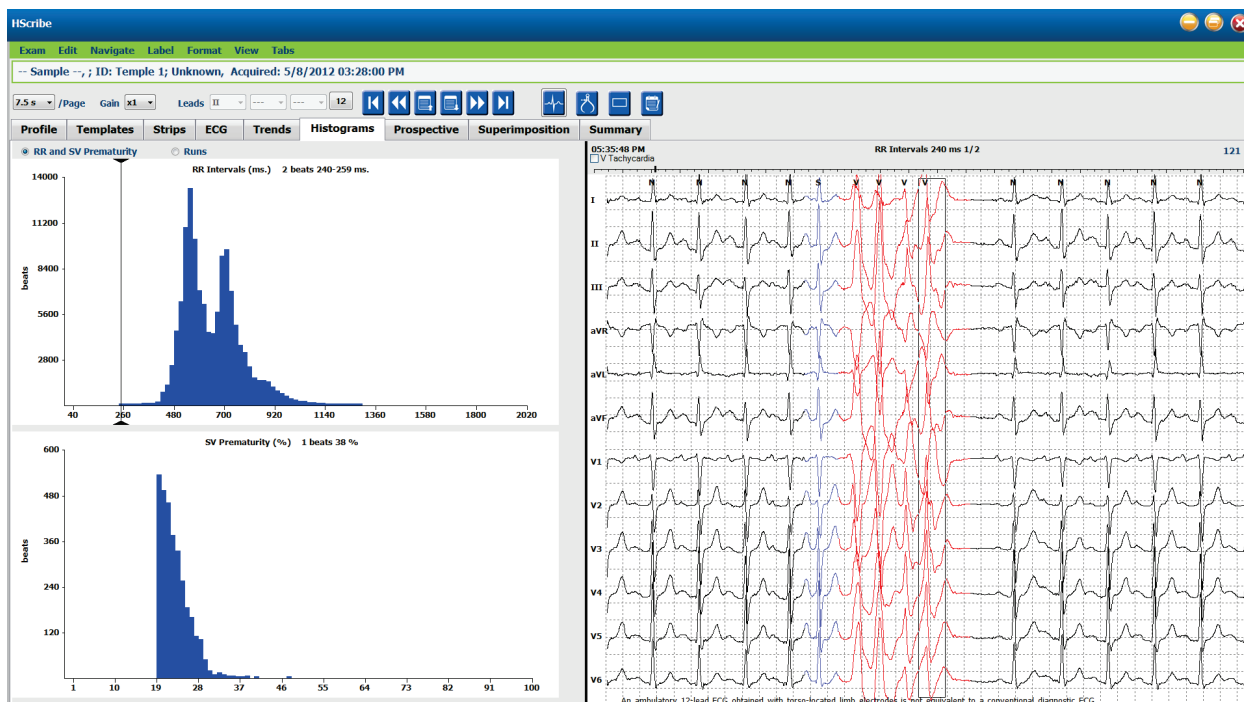 HScribe
Exam Edit Navigate Label Format View Tabs
-- Sample --, ; ID: Temple 1; Unknown, Acquired: 5/8/2012 03:28:00 PM
7.5 s /Page Gain x1 Leads II --- --- 12
Profile Templates Strips ECG Trends Histograms Prospective Superimposition Summary
RR and SV Prematurity Runs
RR Intervals (ms.) 2 beats 240-259 ms.
14000
11200
8400
5600
2800
beats
40 260 480 700 920 1140 1360 1580 1800 2020
SV Prematurity (%) 1 beats 38 %
600
480
360
240
120
beats
1 10 19 28 37 46 55 64 73 82 91 100
05:35:48 PM RR Intervals 240 ms 1/2 121
V Tachycardia
N N N N S V V V V N N N N N
I
II
III
aVR
aVL
aVF
V1
V2
V3
V4
V5
V6
An ambulatory 12-lead ECG obtained with torso-located limb electrodes is not equivalent to a conventional diagnostic ECG